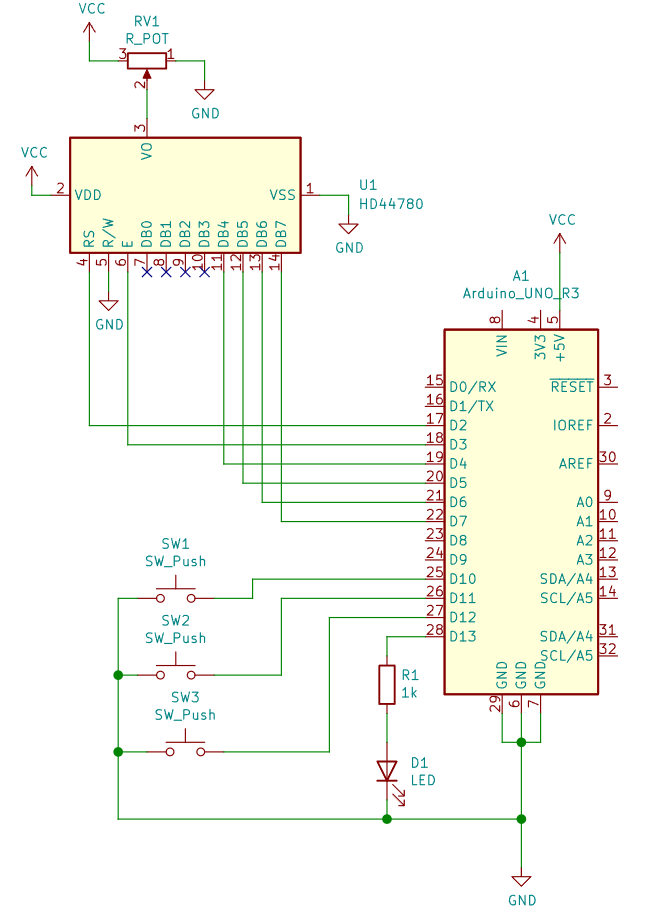 VCC
RV1
R_POT
3
1
2
GND
3
VO
VCC
2
VDD
VSS
1
U1
HD44780
GND
RS
R/W
E
DB0
DB1
DB2
DB3
DB4
DB5
DB6
DB7
4
5
6
7
8
9
10
11
12
13
14
GND
VCC
A1
Arduino_UNO_R3
8
4
5
VIN
3V3
+5V
15 D0/RX
RESET 3
16 D1/TX
17 D2
IOREF 2
18 D3
19 D4
AREF 30
20 D5
21 D6
A0 9
22 D7
A1 10
23 D8
A2 11
24 D9
A3 12
25 D10
SDA/A4 13
26 D11
SCL/A5 14
27 D12
28 D13
SDA/A4 31
SCL/A5 32
GND
GND
GND
29
6
7
SW1
SW_Push
SW2
SW_Push
SW3
SW_Push
R1
1k
D1
LED
GND